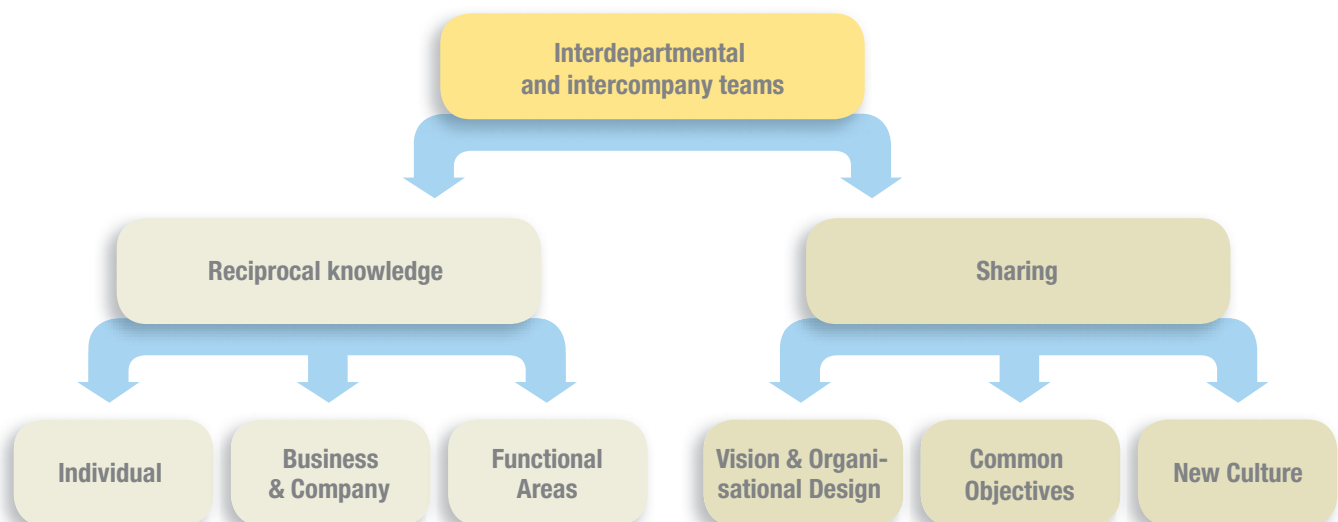 Interdepartmental
and intercompany teams
Reciprocal knowledge
Sharing
Individual
Business
& Company
Functional
Areas
Vision & Organi-
sational Design
Common
Objectives
New Culture